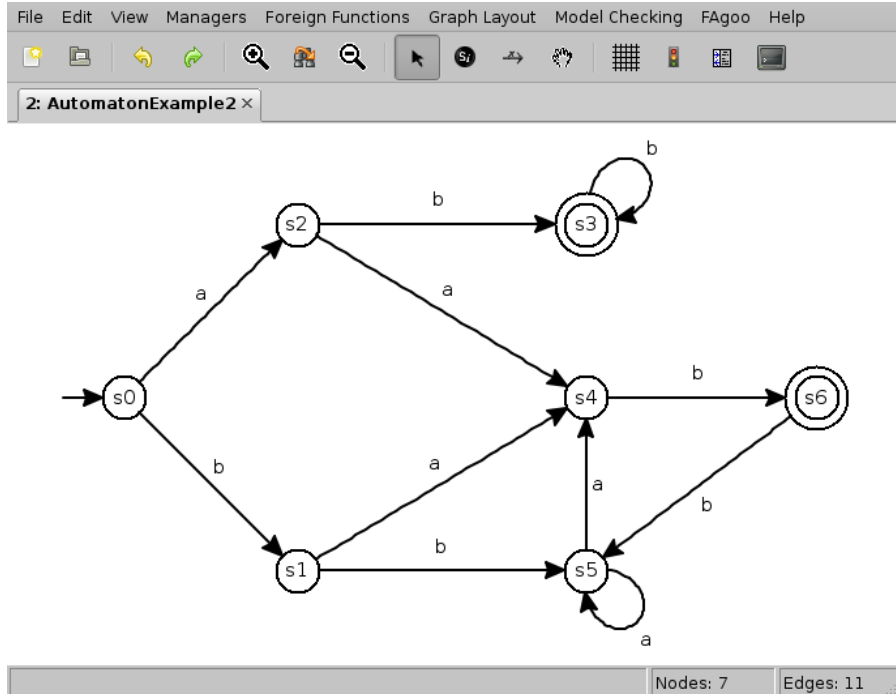 File Edit View Managers Foreign Functions Graph Layout Model Checking FAgoo Help
Si x
2: AutomatonExample2 ×
b
b
s2 s3
a a
b
s0 s4 s6
b a
a b
b
s1 s5
a
Nodes: 7 Edges: 11